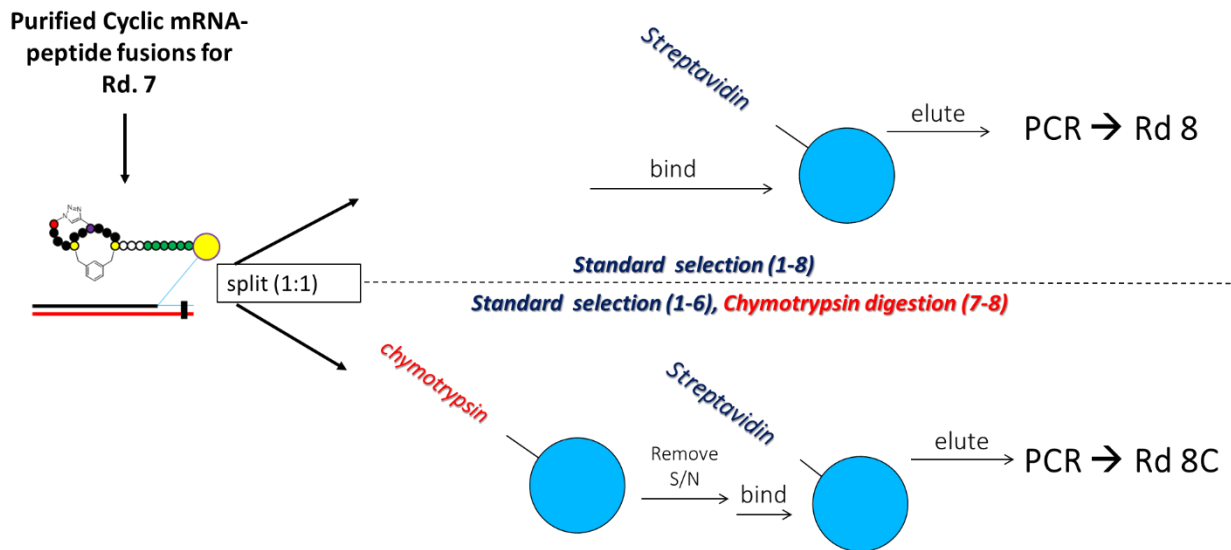 Purified Cyclic mRNA-
peptide fusions for
Rd. 7
Streptavidin
elute
PCR → Rd 8
bind
N=N
N
split (1:1)
Standard selection (1-8)
Standard selection (1-6), Chymotrypsin digestion (7-8)
chymotrypsin
Streptavidin
Remove
S/N
bind
elute
PCR → Rd 8C